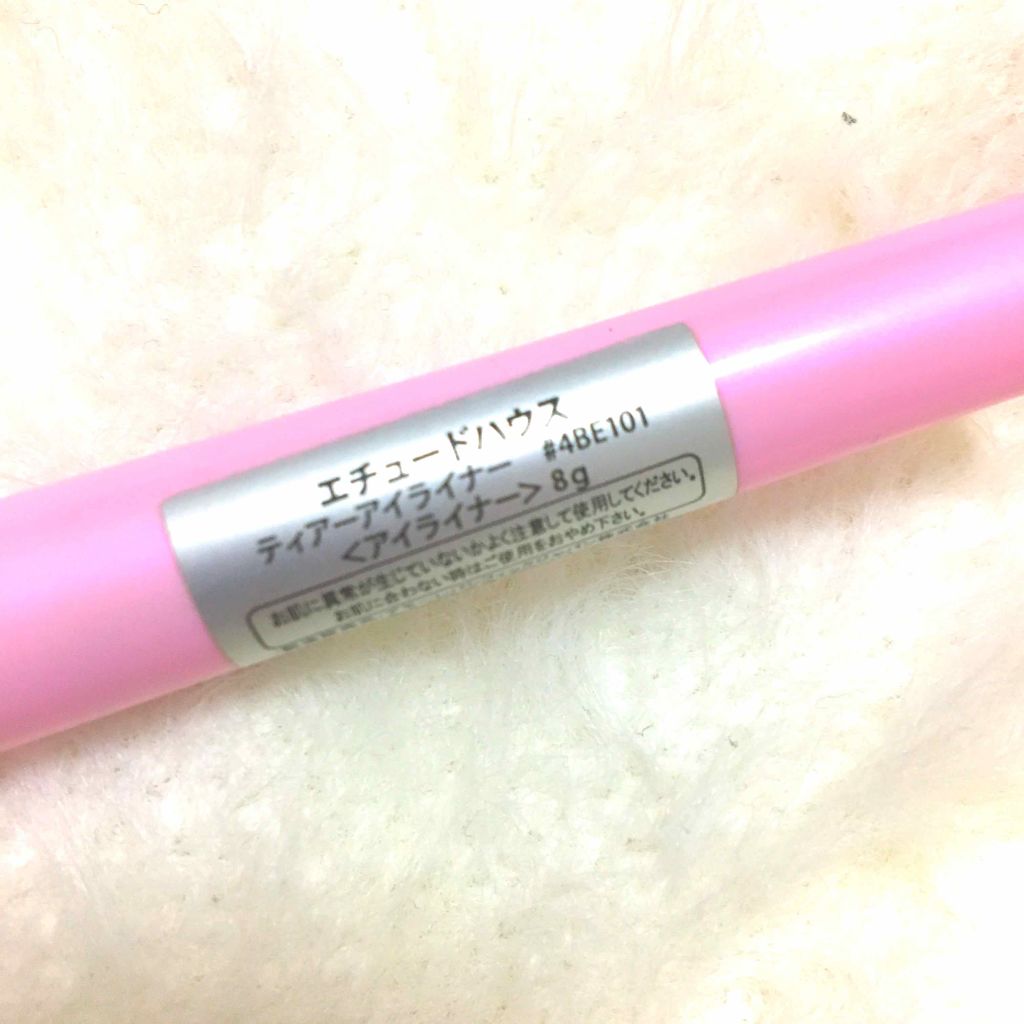 エチュードハウス
ティアーアイライナー #4BE101
<アイライナー> 8g
お肌に異常が生じていないかよく注意して使用してください。
お肌に合わない時はご使用をおやめ下さい。